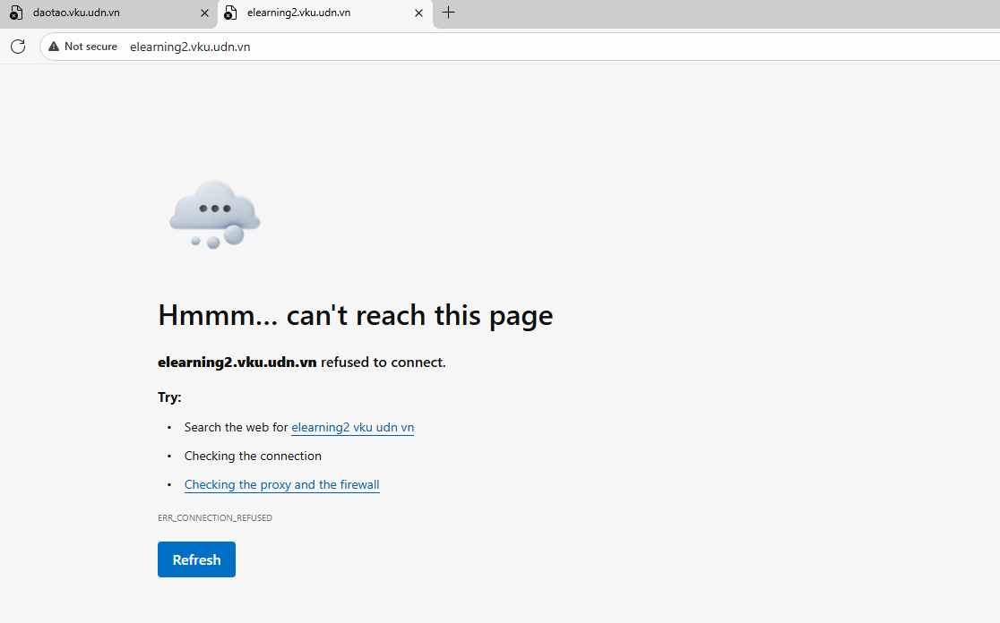 daotao.vku.udn.vn
elearning2.vku.udn.vn
Not secure
elearning2.vku.udn.vn
Hmmm... can't reach this page
elearning2.vku.udn.vn refused to connect.
Try:
• Search the web for elearning2 vku udn vn
• Checking the connection
• Checking the proxy and the firewall
ERR_CONNECTION_REFUSED
Refresh